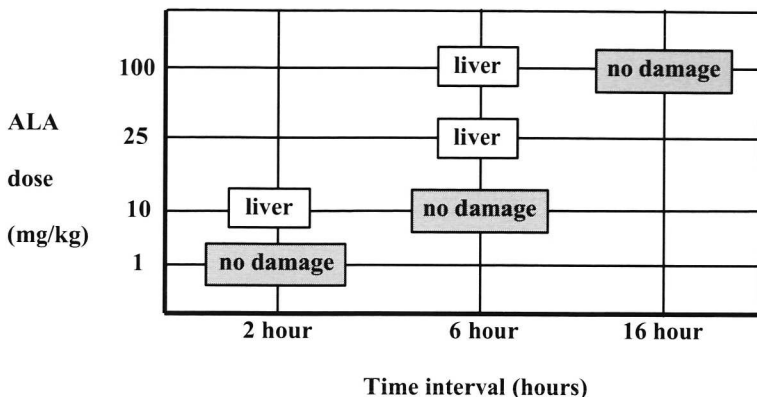 100
liver
no damage
ALA
25
liver
dose
10
liver
no damage
(mg/kg)
1
no damage
2 hour
6 hour
16 hour
Time interval (hours)